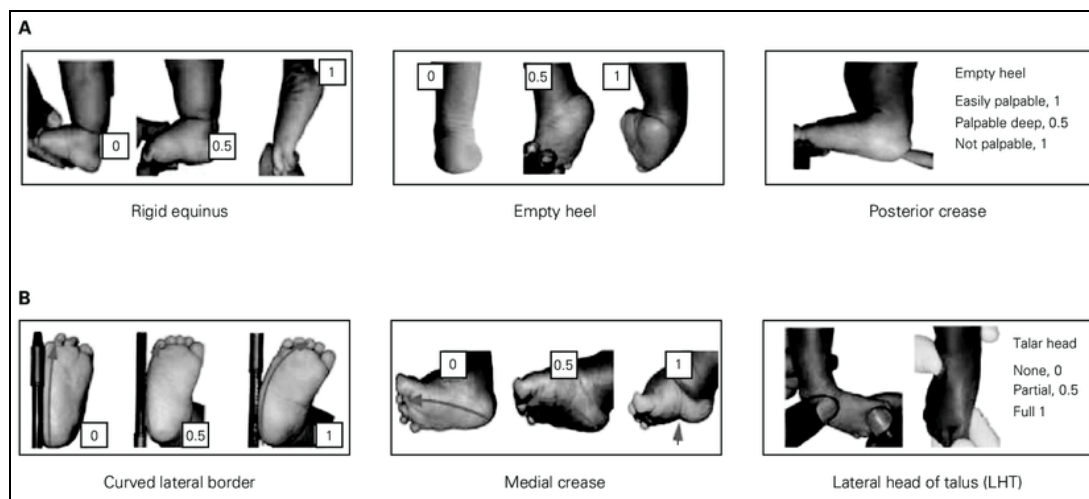 A
0
0.5
1
Rigid equinus
0
0.5
1
Empty heel
Empty heel
Easily palpable, 1
Palpable deep, 0.5
Not palpable, 1
Posterior crease
B
0
0.5
1
Curved lateral border
0
0.5
1
Medial crease
Talar head
None, 0
Partial, 0.5
Full 1
Lateral head of talus (LHT)